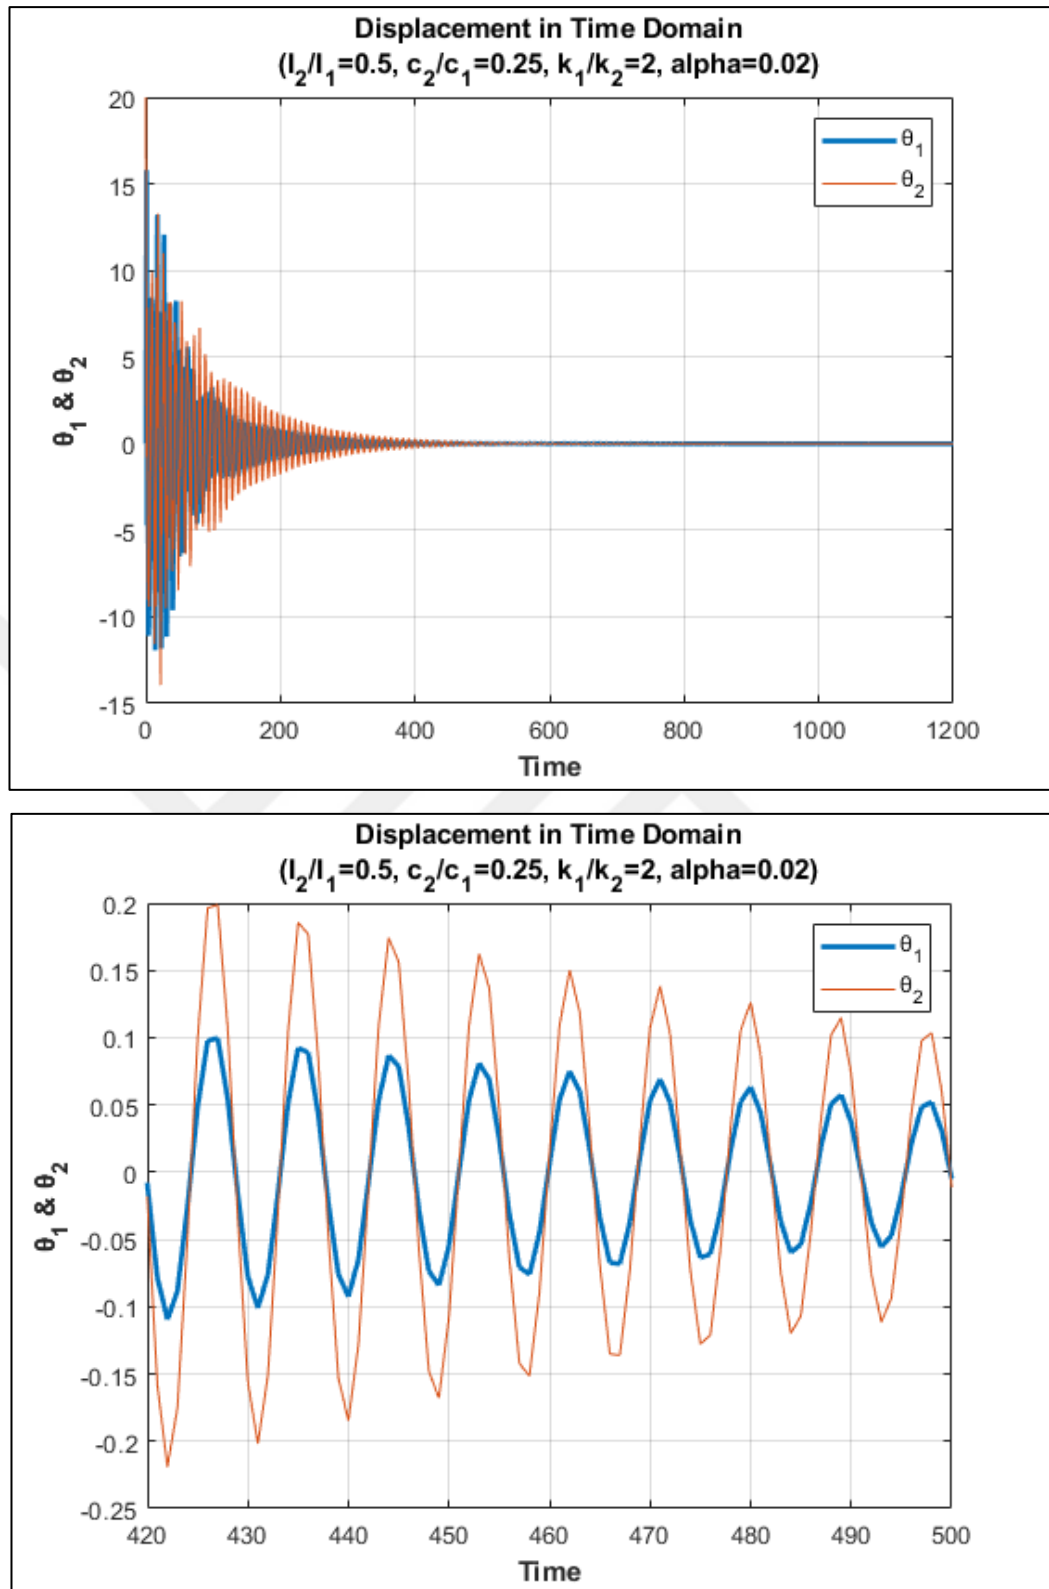 Displacement in Time Domain
(I₂/I₁=0.5, c₂/c₁=0.25, k₁/k₂=2, alpha=0.02)
20
15
10
5
0
-5
-10
-15
θ₁ & θ₂
θ₁
θ₂
0 200 400 600 800 1000 1200
Time
Displacement in Time Domain
(I₂/I₁=0.5, c₂/c₁=0.25, k₁/k₂=2, alpha=0.02)
0.2
0.15
0.1
0.05
0
-0.05
-0.1
-0.15
-0.2
-0.25
θ₁ & θ₂
θ₁
θ₂
420 430 440 450 460 470 480 490 500
Time